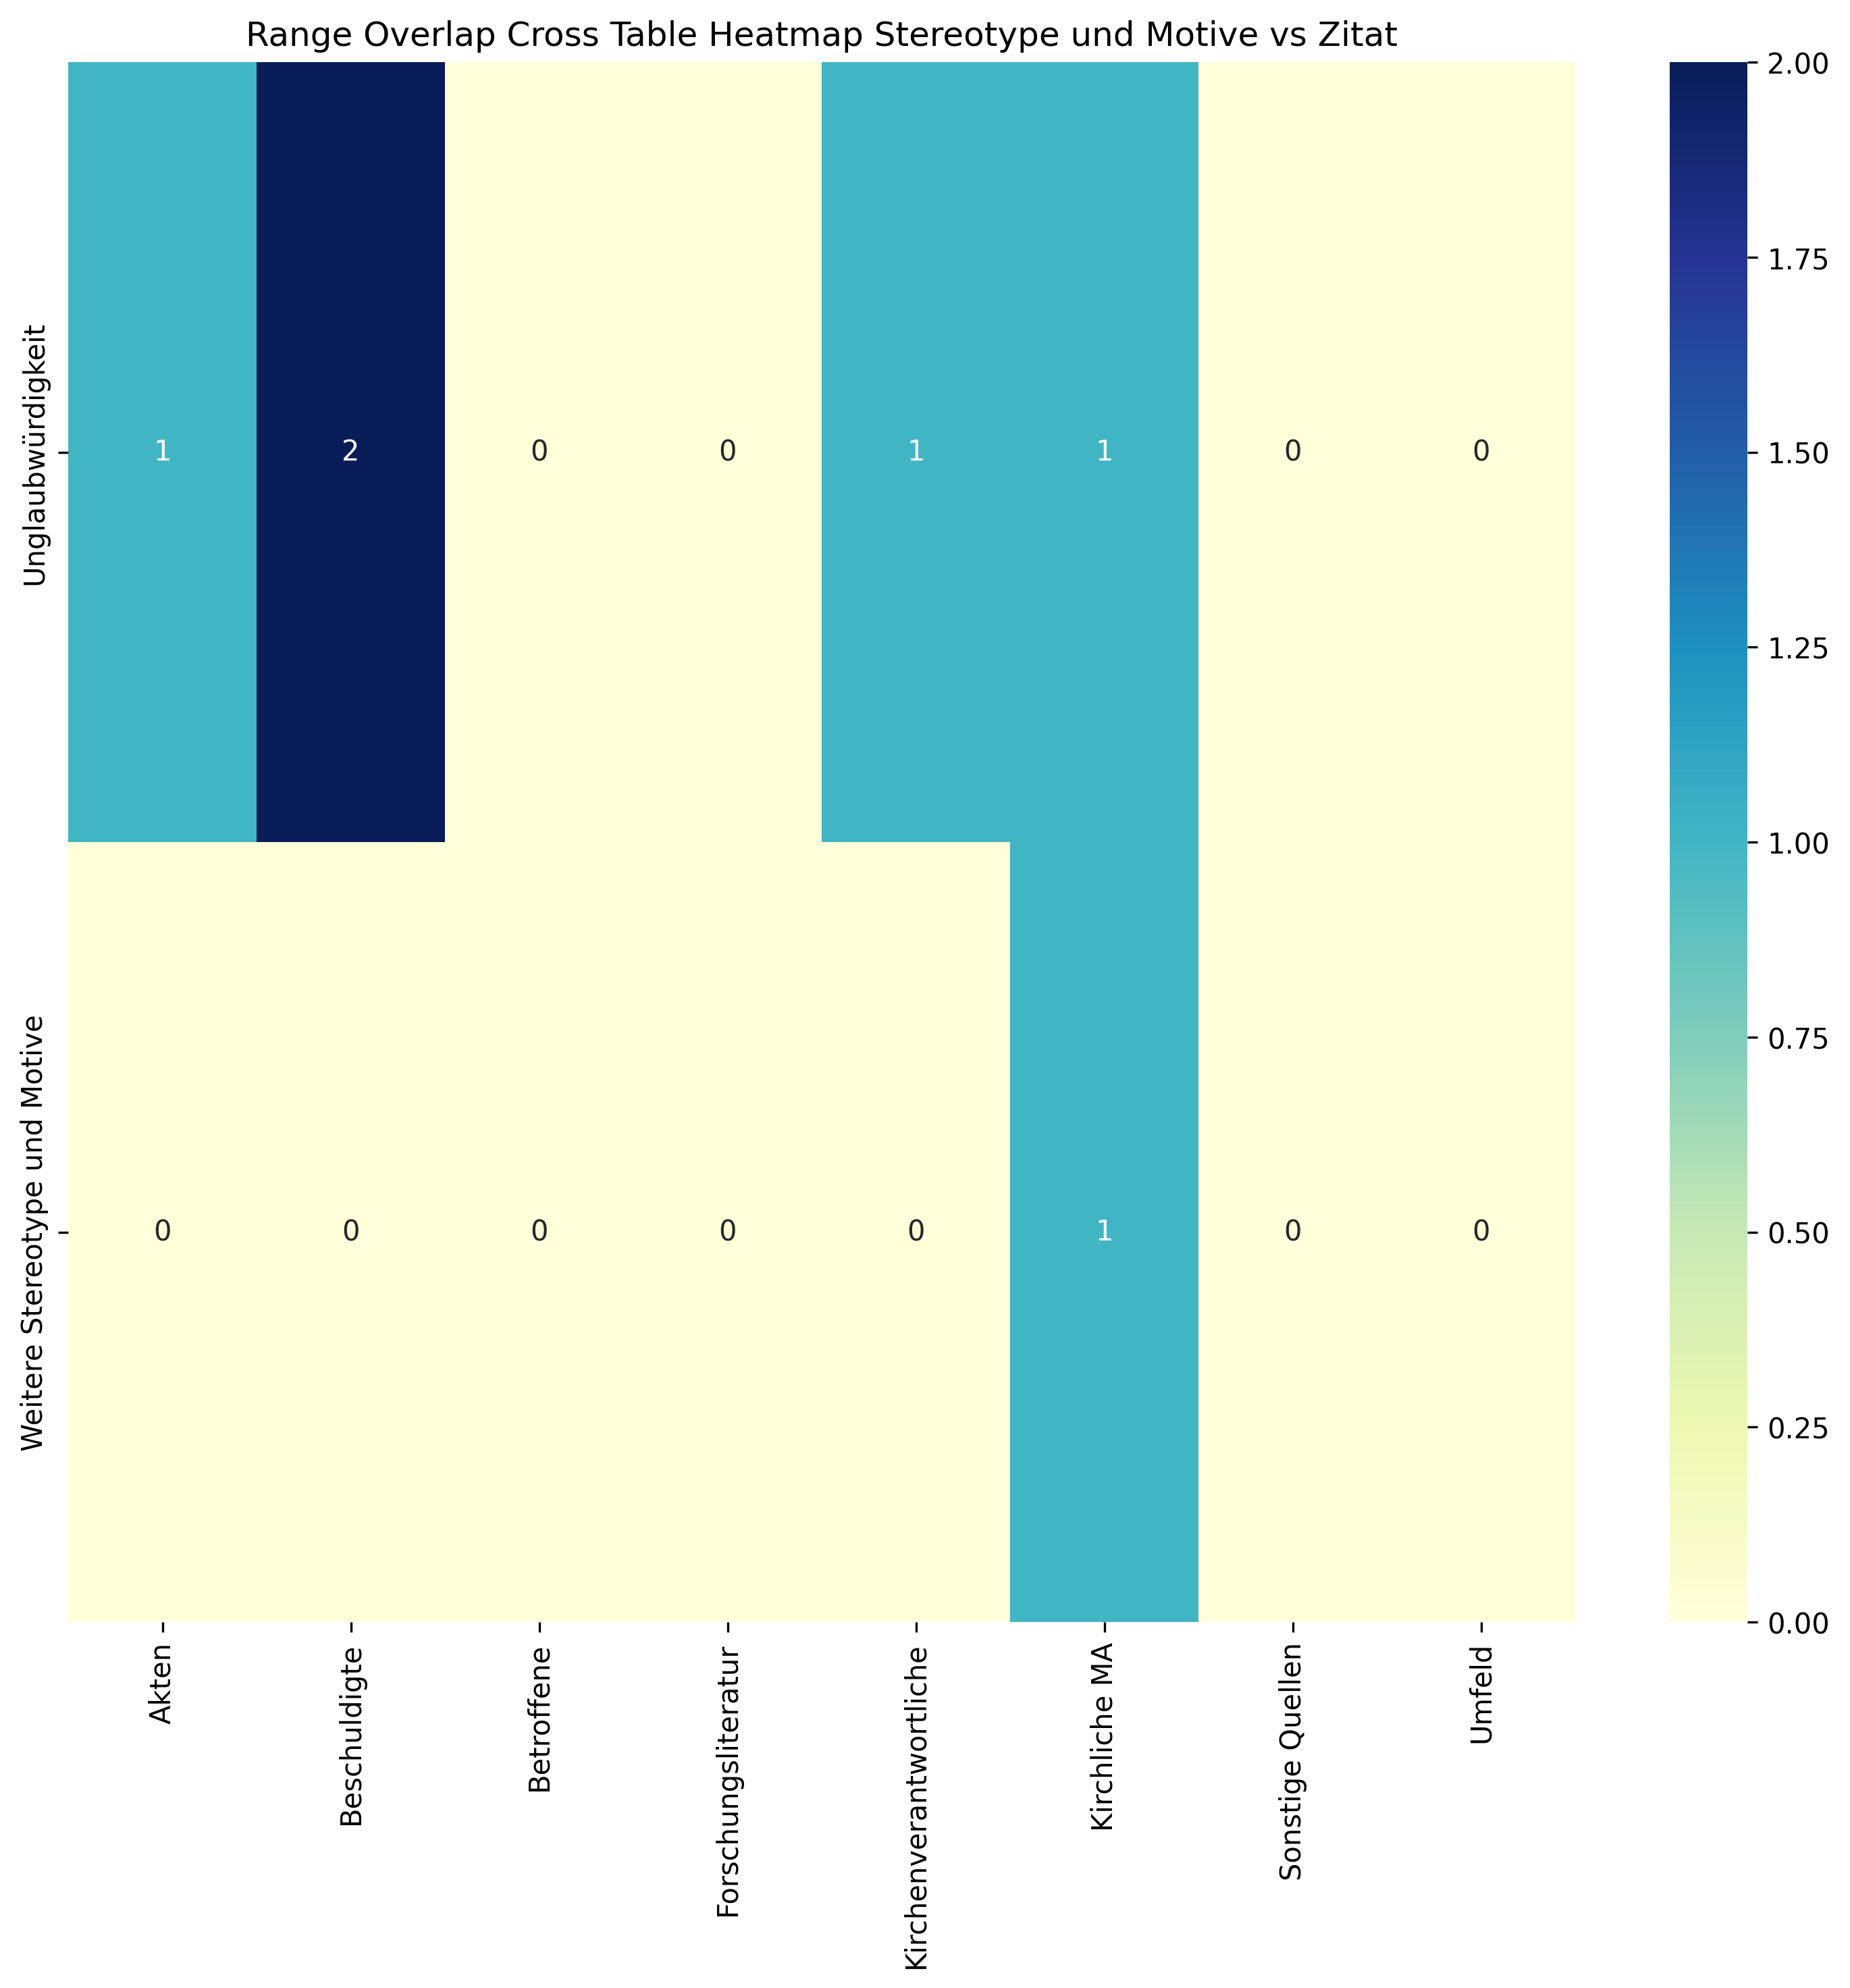 Range Overlap Cross Table Heatmap Stereotype und Motive vs Zitat
Unglaubwürdigkeit
1 2 0 0 1 1 0 0
Weitere Stereotype und Motive
0 0 0 0 0 1 0 0
Akten
Beschuldigte
Betroffene
Forschungsliteratur
Kirchenverantwortliche
Kirchliche MA
Sonstige Quellen
Umfeld
2.00
1.75
1.50
1.25
1.00
0.75
0.50
0.25
0.00